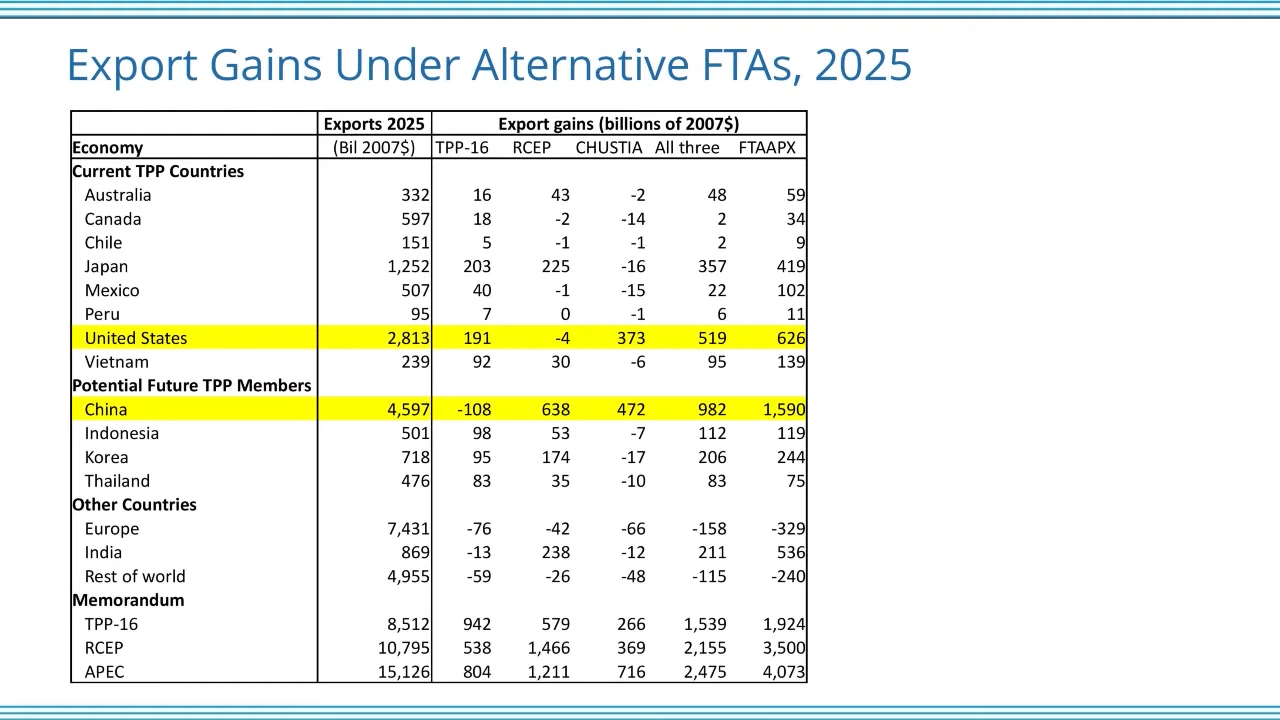 Export Gains Under Alternative FTAs, 2025
Exports 2025 Export gains (billions of 2007$)
Economy (Bil 2007$) TPP-16 RCEP CHUSTIA All three FTAAPX
Current TPP Countries
Australia 332 16 43 -2 48 59
Canada 597 18 -2 -14 2 34
Chile 151 5 -1 -1 2 9
Japan 1,252 203 225 -16 357 419
Mexico 507 40 -1 -15 22 102
Peru 95 7 0 -1 6 11
United States 2,813 191 -4 373 519 626
Vietnam 239 92 30 -6 95 139
Potential Future TPP Members
China 4,597 -108 638 472 982 1,590
Indonesia 501 98 53 -7 112 119
Korea 718 95 174 -17 206 244
Thailand 476 83 35 -10 83 75
Other Countries
Europe 7,431 -76 -42 -66 -158 -329
India 869 -13 238 -12 211 536
Rest of world 4,955 -59 -26 -48 -115 -240
Memorandum
TPP-16 8,512 942 579 266 1,539 1,924
RCEP 10,795 538 1,466 369 2,155 3,500
APEC 15,126 804 1,211 716 2,475 4,073